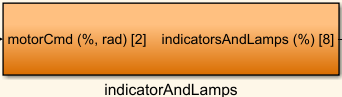 motorCmd (%, rad) [2] indicatorsAndLamps (%) [8]
indicatorAndLamps